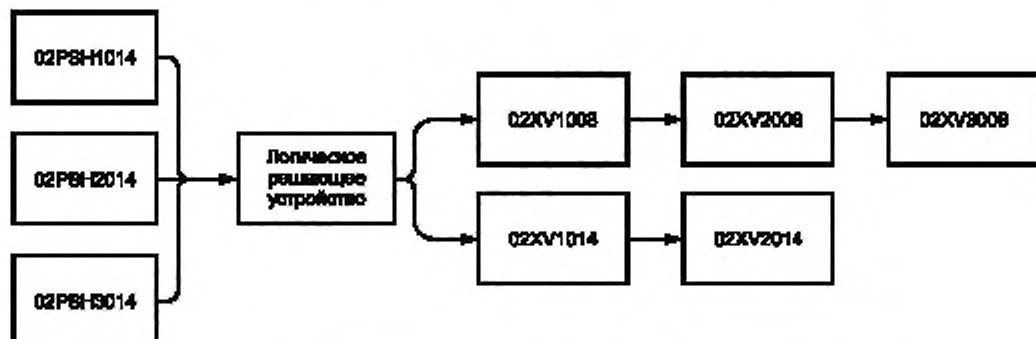 02PSH1014
02PSH2014
02PSH3014
Логическое
решающее
устройство
02XV1008
02XV2008
02XV3008
02XV1014
02XV2014